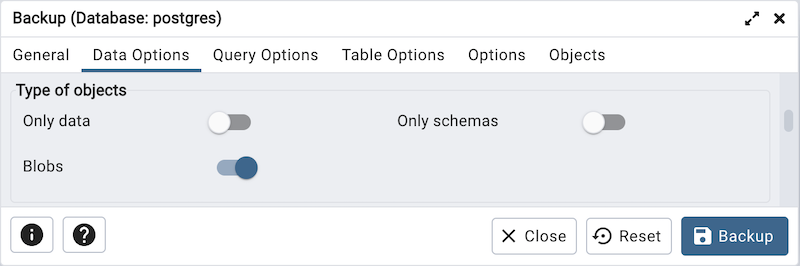 Backup (Database: postgres)
General Data Options Query Options Table Options Options Objects
Type of objects
Only data Only schemas
Blobs
Close Reset Backup